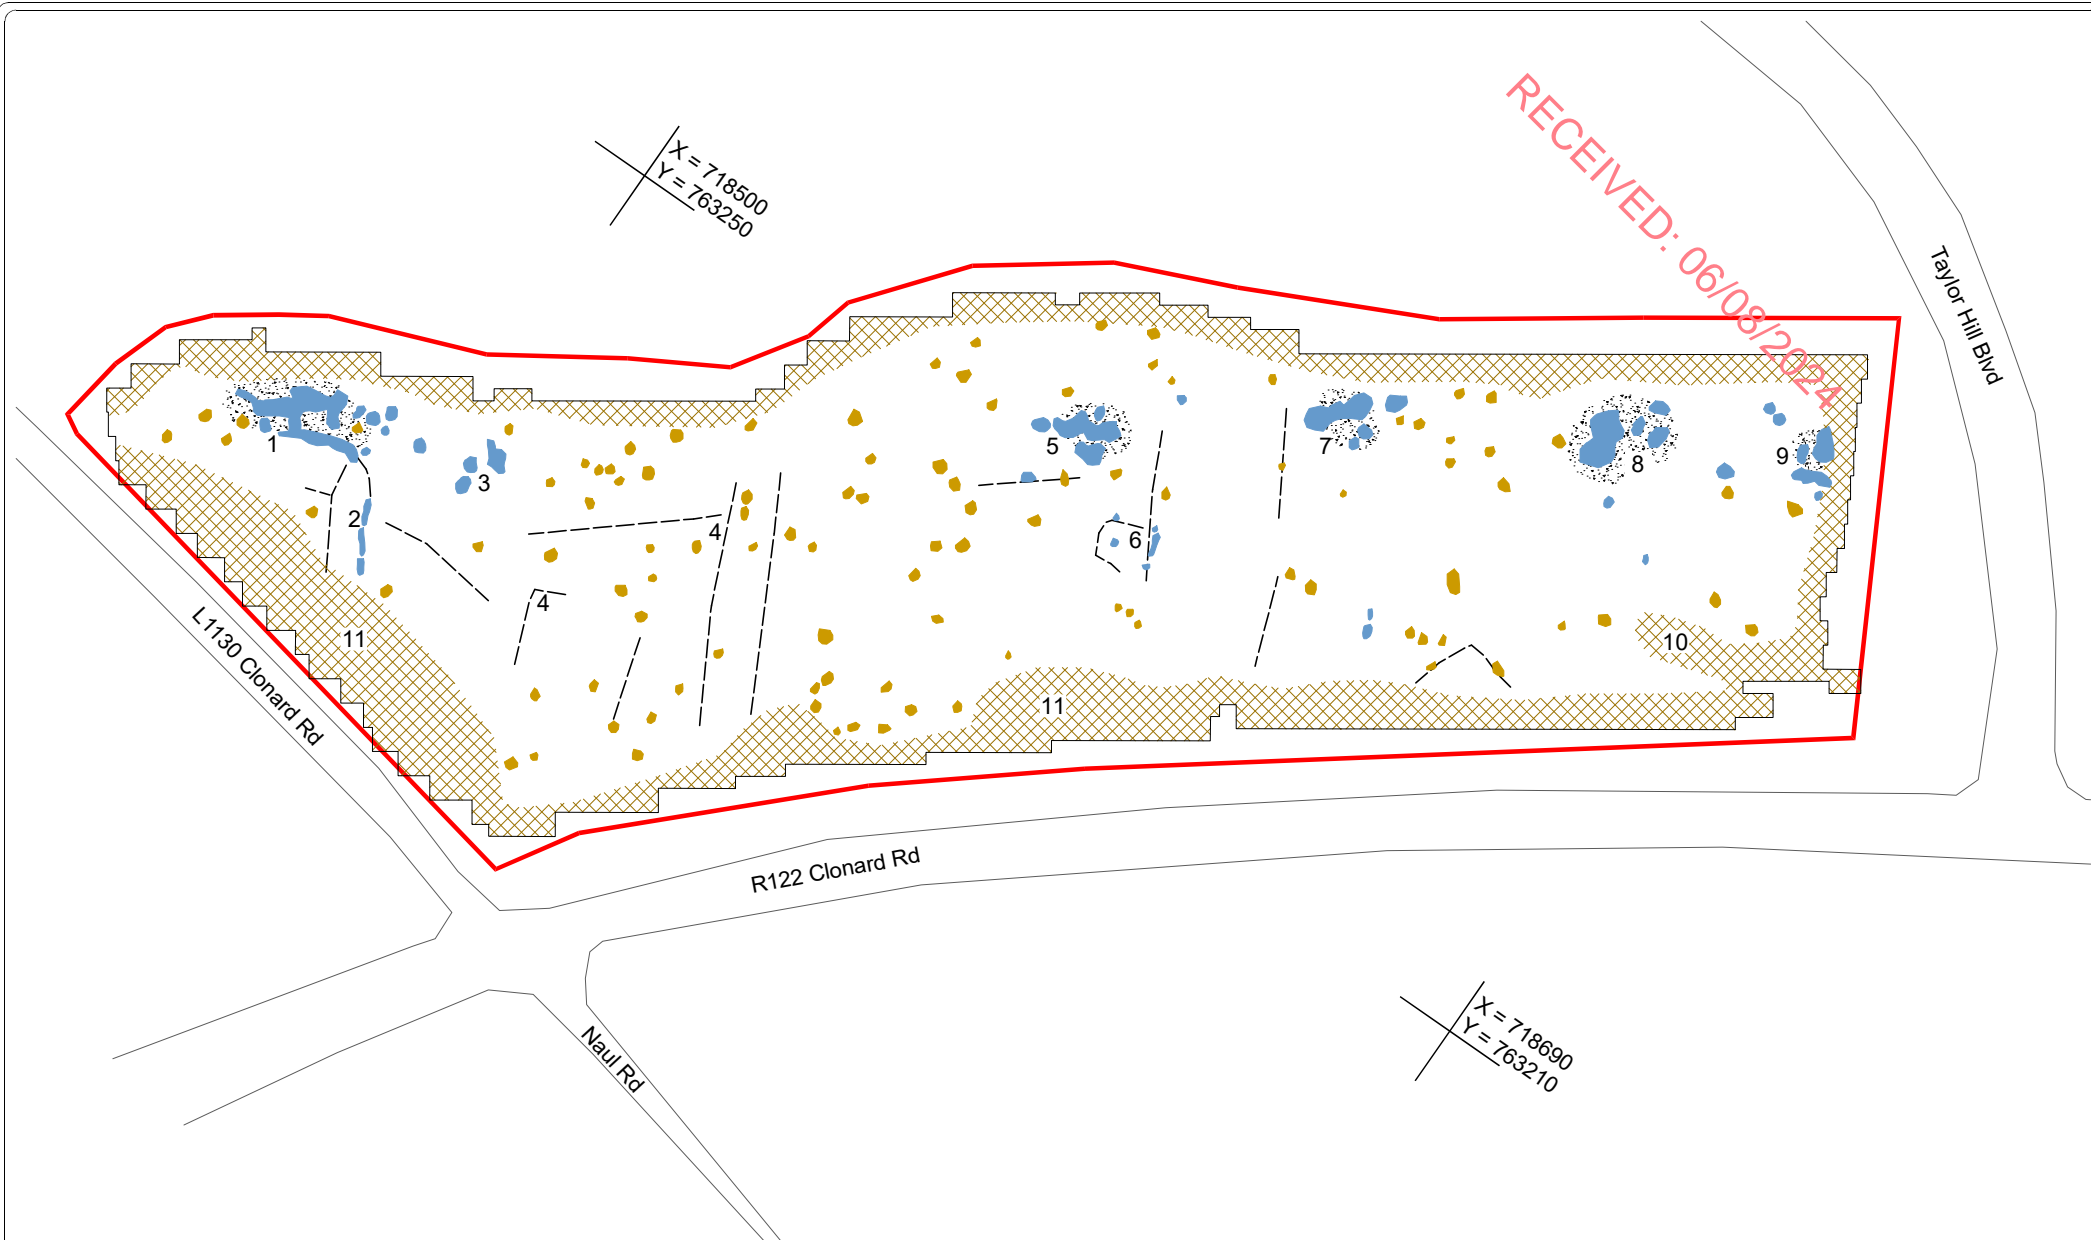 X = 718500
Y = 763250
RECEIVED: 06/08/2024
Taylor Hill Blvd
1
2
3
4
4
5
6
7
8
9
10
11
11
L1130 Clonard Rd
R122 Clonard Rd
Naul Rd
X = 718690
Y = 763210